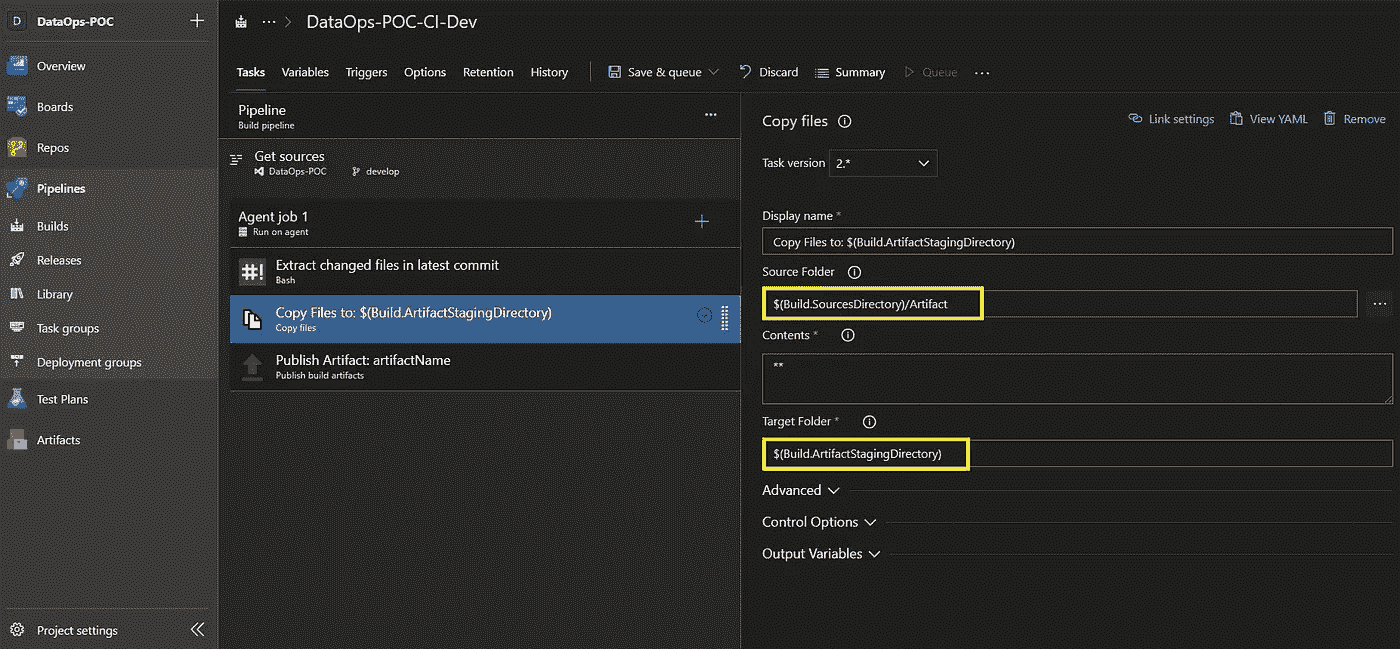 D DataOps-POC
Overview
Boards
Repos
Pipelines
Builds
Releases
Library
Task groups
Deployment groups
Test Plans
Artifacts
Project settings
DataOps-POC-CI-Dev
Tasks Variables Triggers Options Retention History Save & queue Discard Summary Queue
Pipeline
Build pipeline
Get sources
DataOps-POC develop
Agent job 1
Run on agent
Extract changed files in latest commit
Bash
Copy Files to: $(Build.ArtifactStagingDirectory)
Copy files
Publish Artifact: artifactName
Publish build artifacts
Copy files
Link settings View YAML Remove
Task version 2.*
Display name *
Copy Files to: $(Build.ArtifactStagingDirectory)
Source Folder
$(Build.SourcesDirectory)/Artifact
Contents *
**
Target Folder *
$(Build.ArtifactStagingDirectory)
Advanced
Control Options
Output Variables